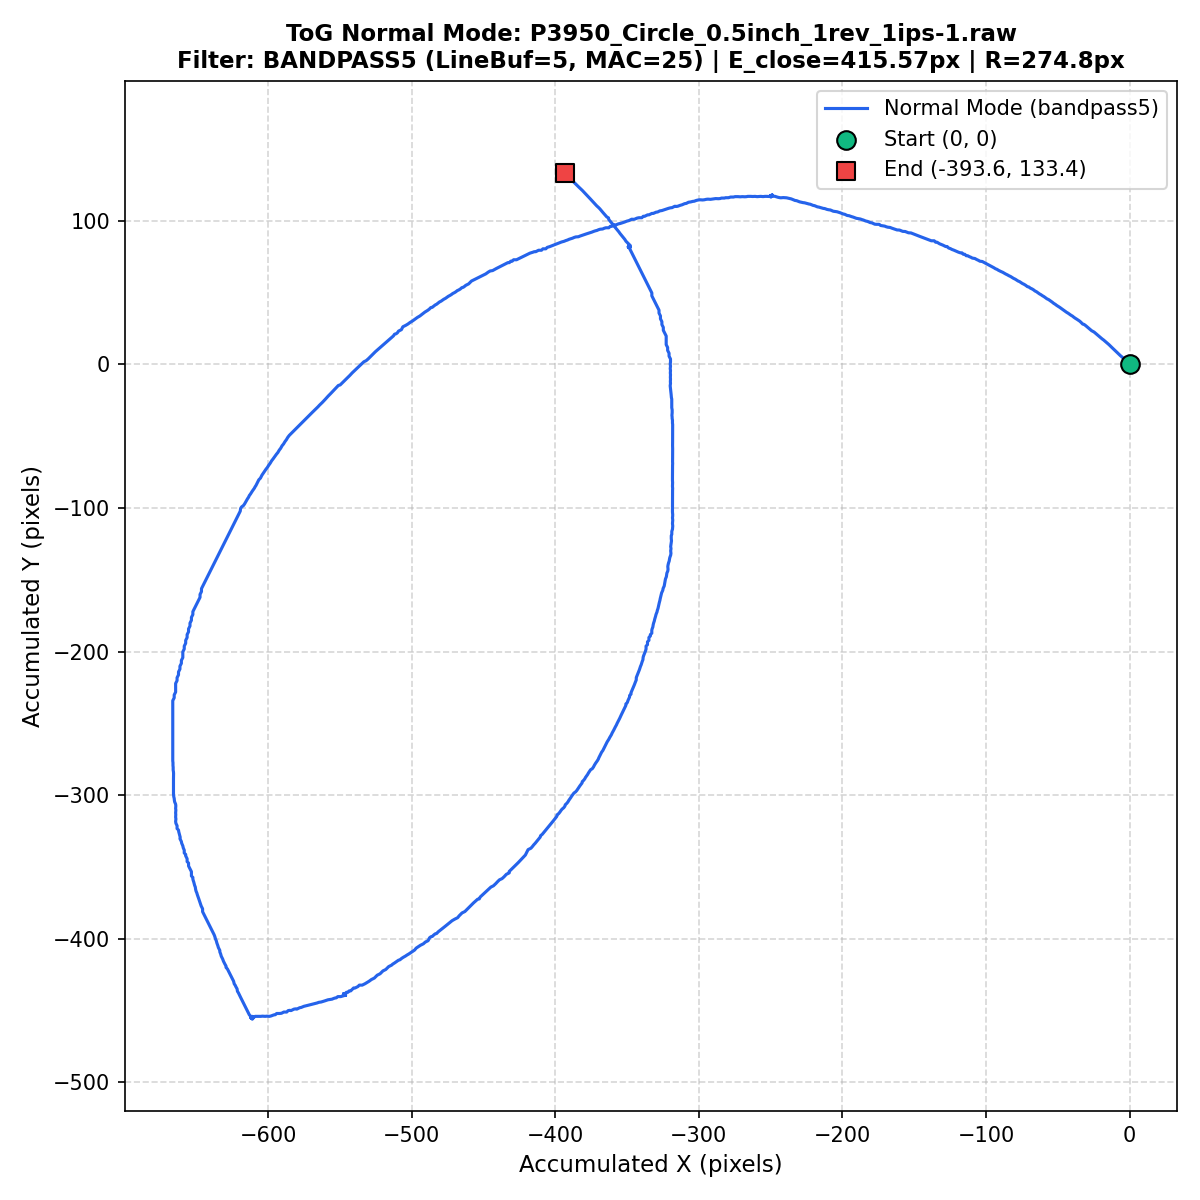 ToG Normal Mode: P3950_Circle_0.5inch_1rev_1ips-1.raw
Filter: BANDPASS5 (LineBuf=5, MAC=25) | E_close=415.57px | R=274.8px
Normal Mode (bandpass5)
Start (0, 0)
End (-393.6, 133.4)
100
0
−100
−200
−300
−400
−500
Accumulated Y (pixels)
−600
−500
−400
−300
−200
−100
0
Accumulated X (pixels)